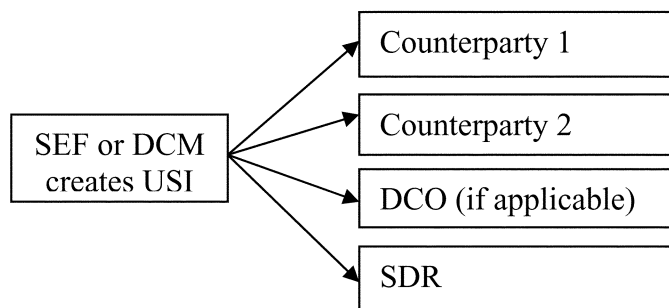 SEF or DCM
creates USI
Counterparty 1
Counterparty 2
DCO (if applicable)
SDR